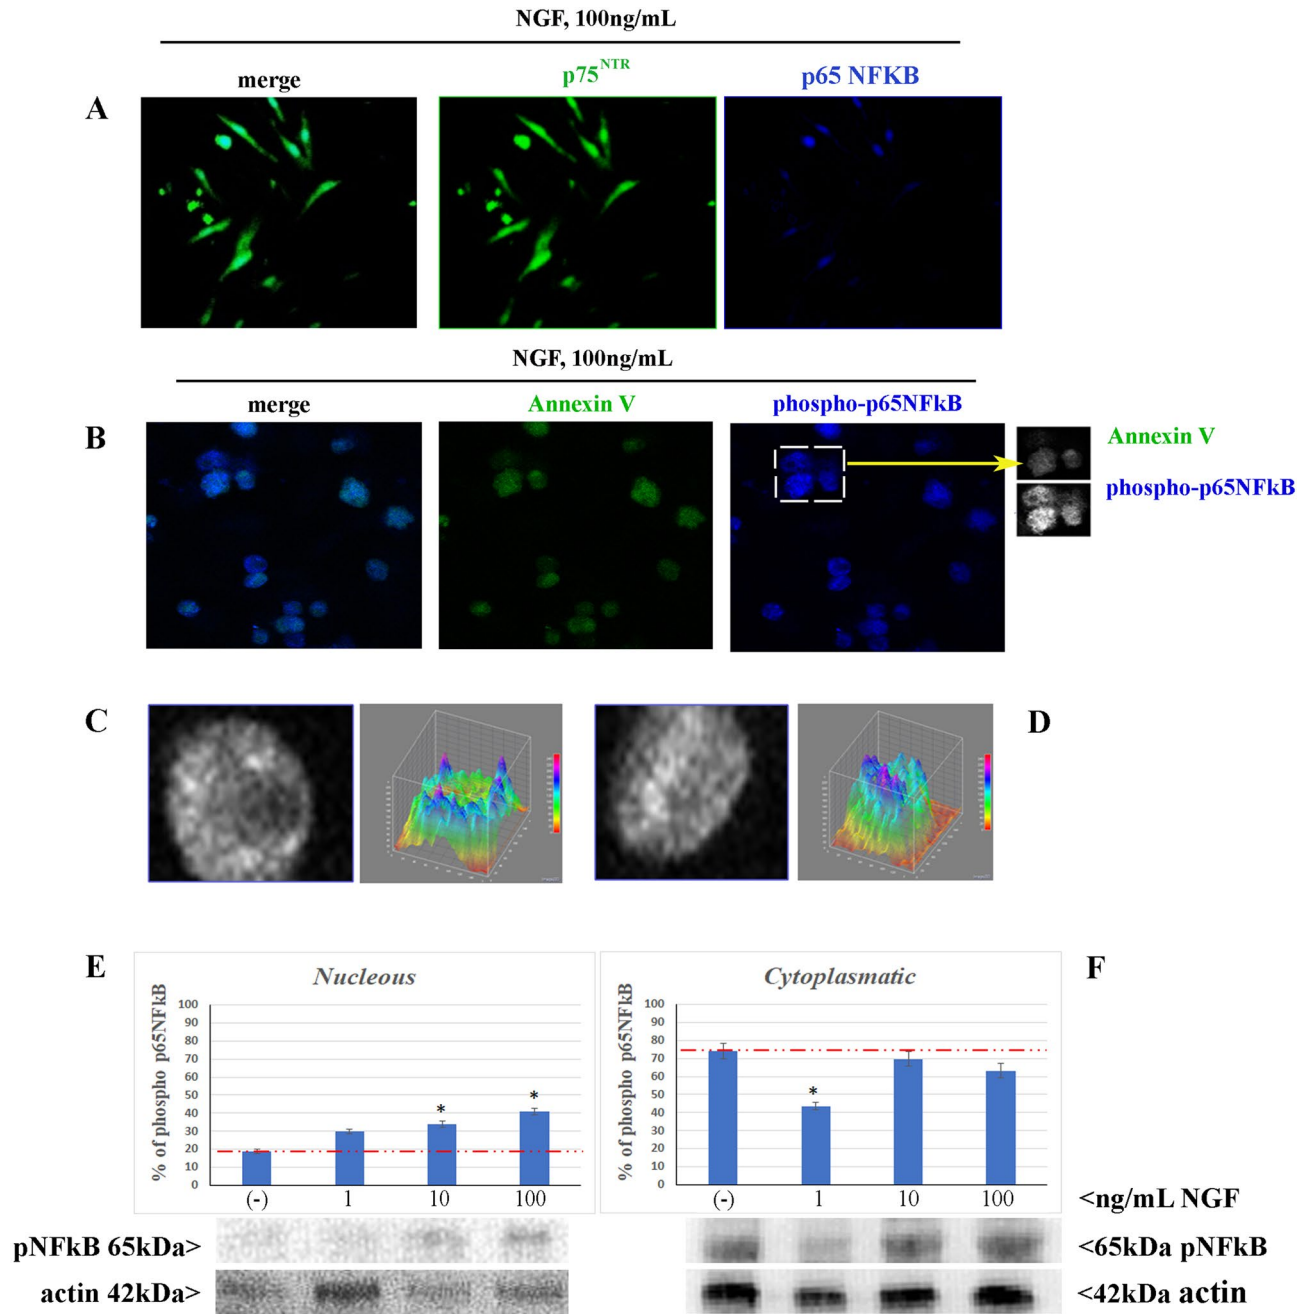 NGF, 100ng/mL
merge
p75NTR
p65 NFKB
A
NGF, 100ng/mL
merge
Annexin V
phospho-p65NFkB
B
Annexin V
phospho-p65NFkB
C
D
E
Nucleous
% of phospho p65NFkB
100
90
80
70
60
50
40
30
20
10
0
*
*
(-) 1 10 100
Cytoplasmatic
F
% of phospho p65NFkB
100
90
80
70
60
50
40
30
20
10
0
*
(-) 1 10 100
<ng/mL NGF
pNFkB 65kDa>
<65kDa pNFkB
actin 42kDa>
<42kDa actin